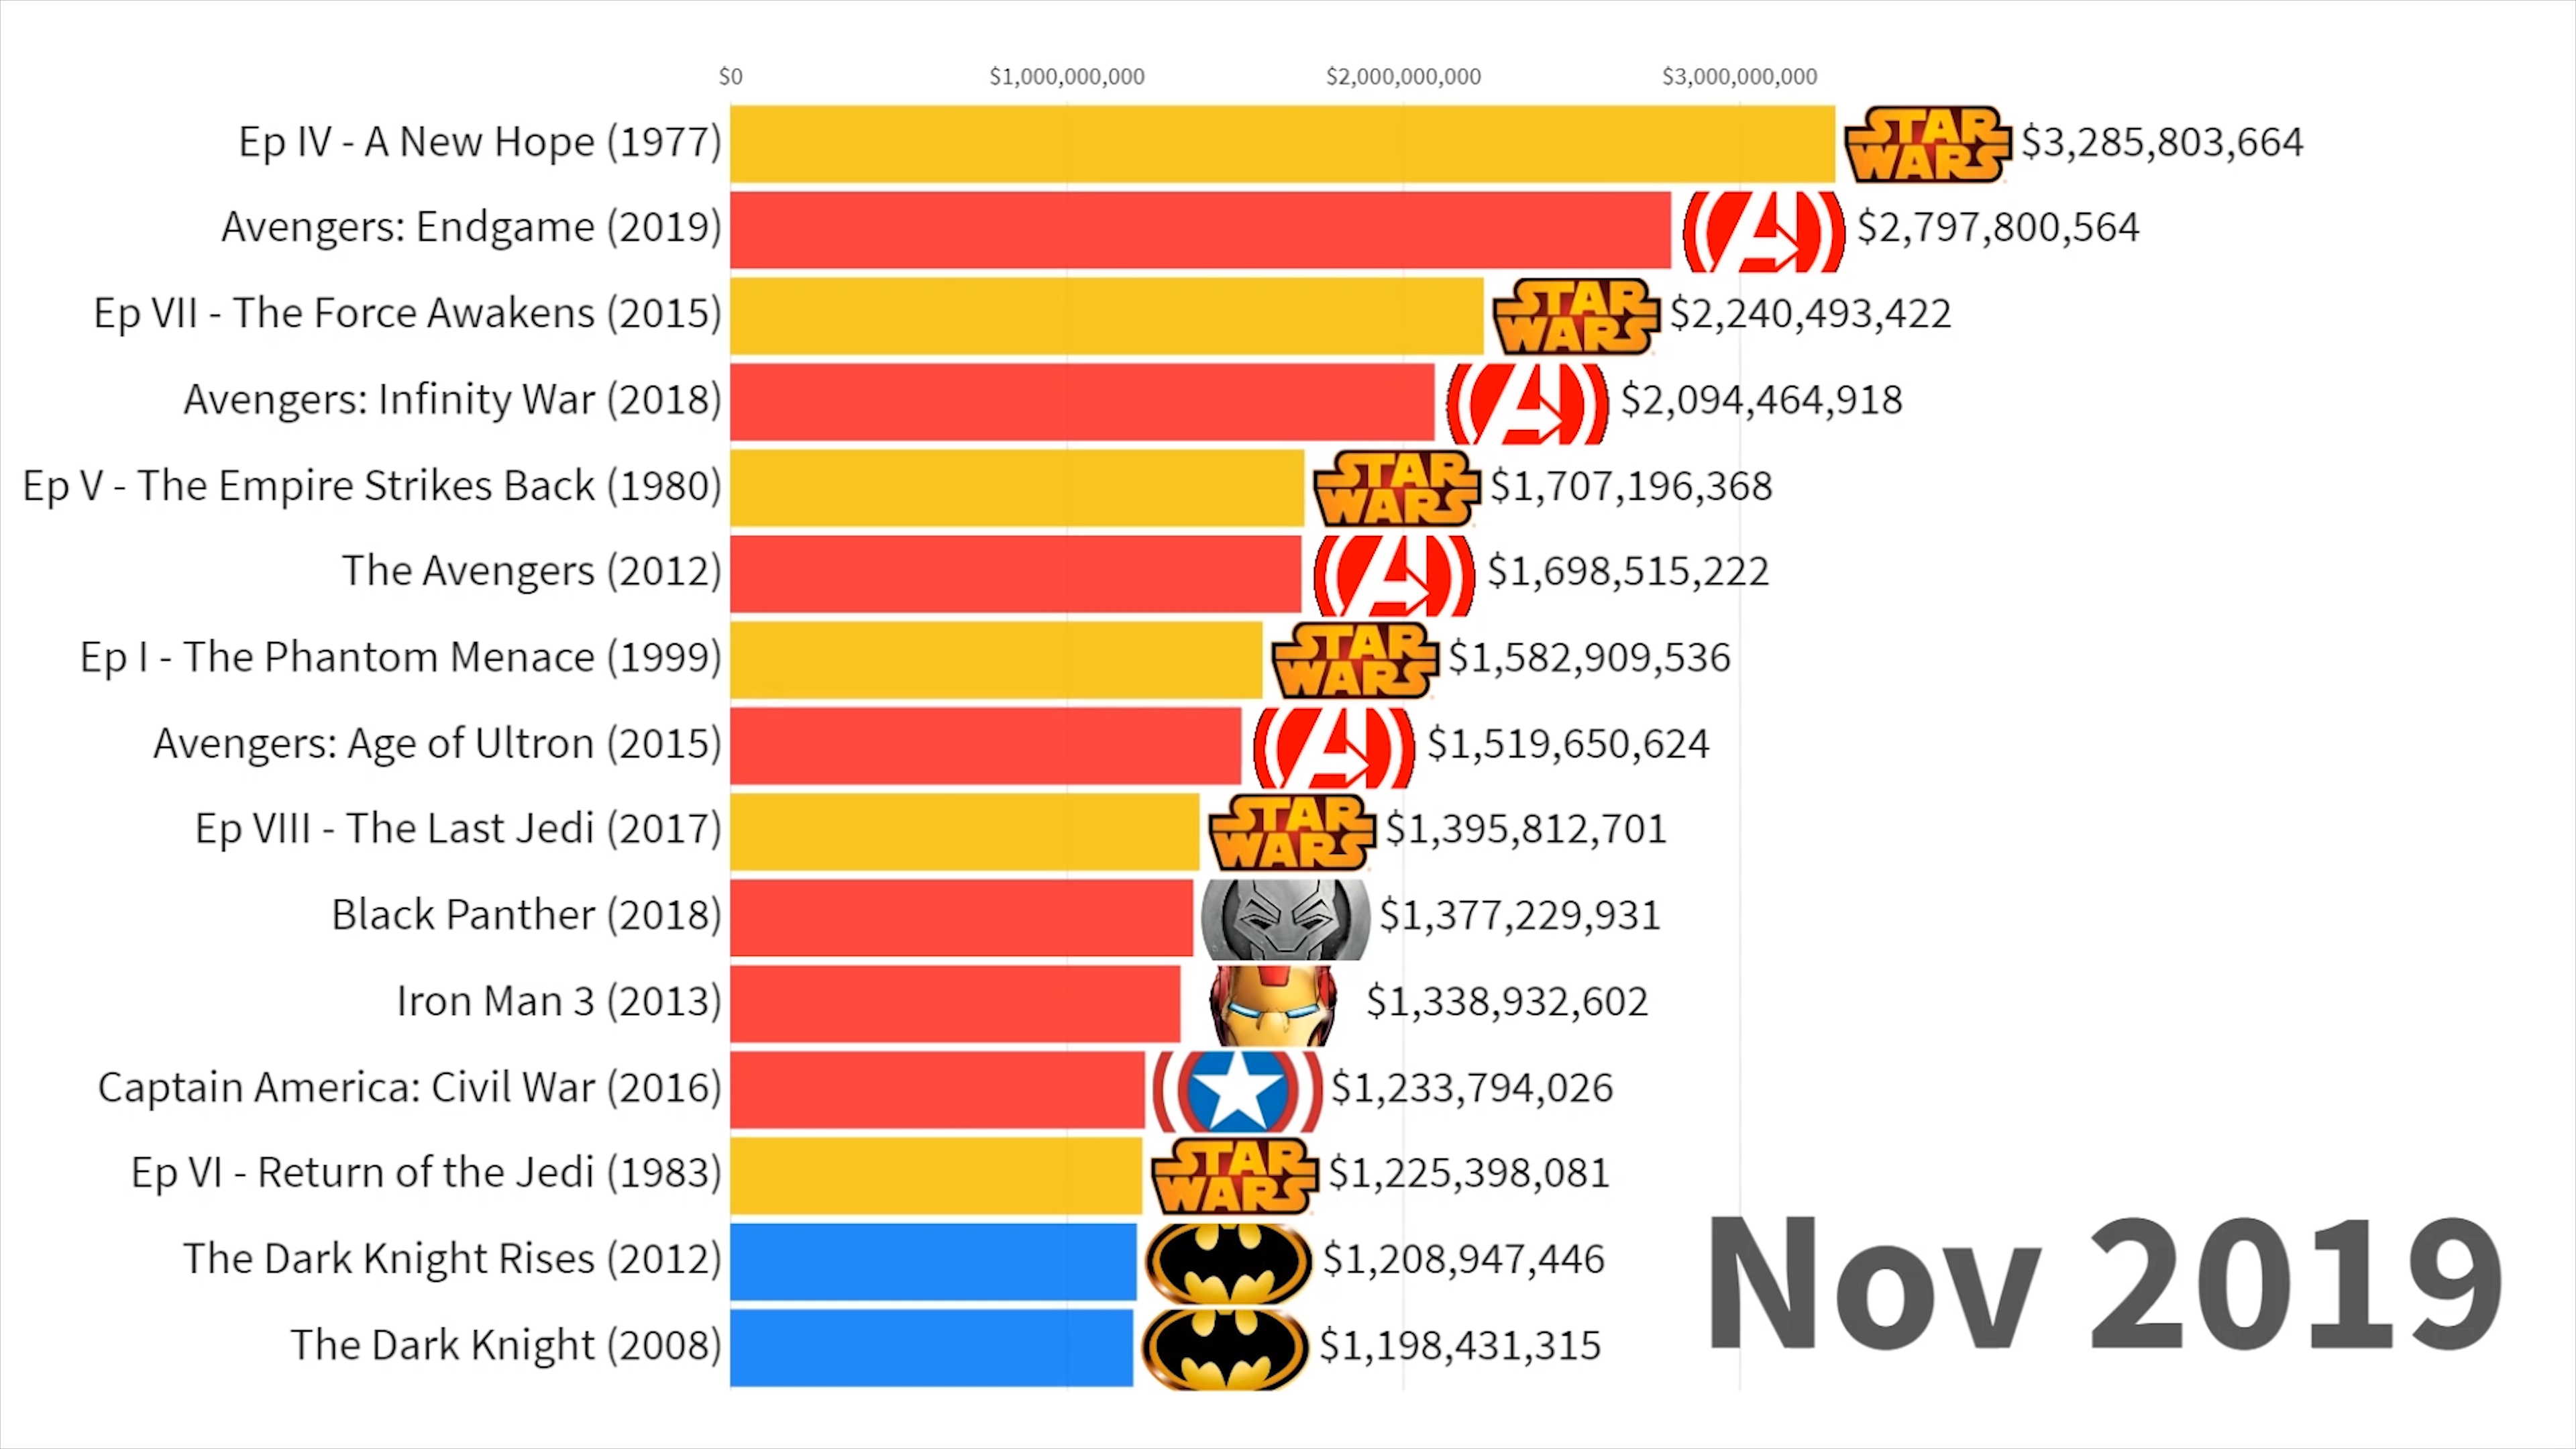 $0 $1,000,000,000 $2,000,000,000 $3,000,000,000
Ep IV - A New Hope (1977) STAR WARS $3,285,803,664
Avengers: Endgame (2019) A $2,797,800,564
Ep VII - The Force Awakens (2015) STAR WARS $2,240,493,422
Avengers: Infinity War (2018) A $2,094,464,918
Ep V - The Empire Strikes Back (1980) STAR WARS $1,707,196,368
The Avengers (2012) A $1,698,515,222
Ep I - The Phantom Menace (1999) STAR WARS $1,582,909,536
Avengers: Age of Ultron (2015) A $1,519,650,624
Ep VIII - The Last Jedi (2017) STAR WARS $1,395,812,701
Black Panther (2018) $1,377,229,931
Iron Man 3 (2013) $1,338,932,602
Captain America: Civil War (2016) $1,233,794,026
Ep VI - Return of the Jedi (1983) STAR WARS $1,225,398,081
The Dark Knight Rises (2012) $1,208,947,446
The Dark Knight (2008) $1,198,431,315
Nov 2019